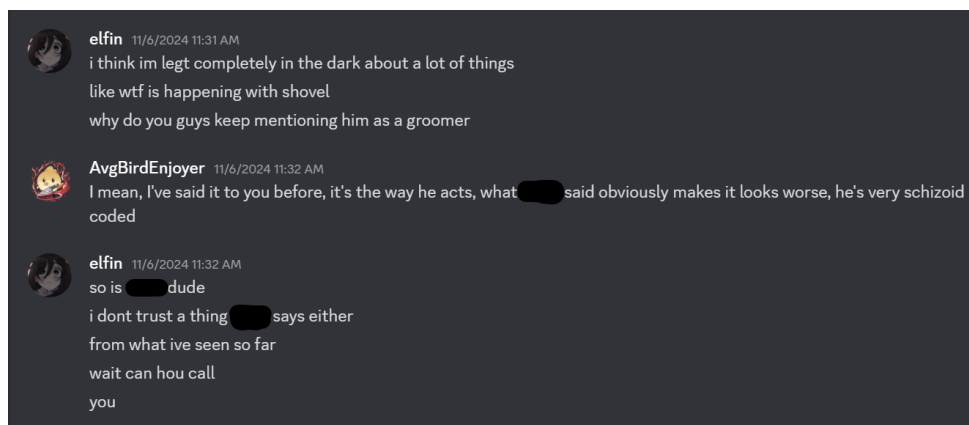 elfin 11/6/2024 11:31 AM
i think im legt completely in the dark about a lot of things
like wtf is happening with shovel
why do you guys keep mentioning him as a groomer
AvgBirdEnjoyer 11/6/2024 11:32 AM
I mean, I've said it to you before, it's the way he acts, what said obviously makes it looks worse, he's very schizoid
coded
elfin 11/6/2024 11:32 AM
so is dude
i dont trust a thing says either
from what ive seen so far
wait can hou call
you